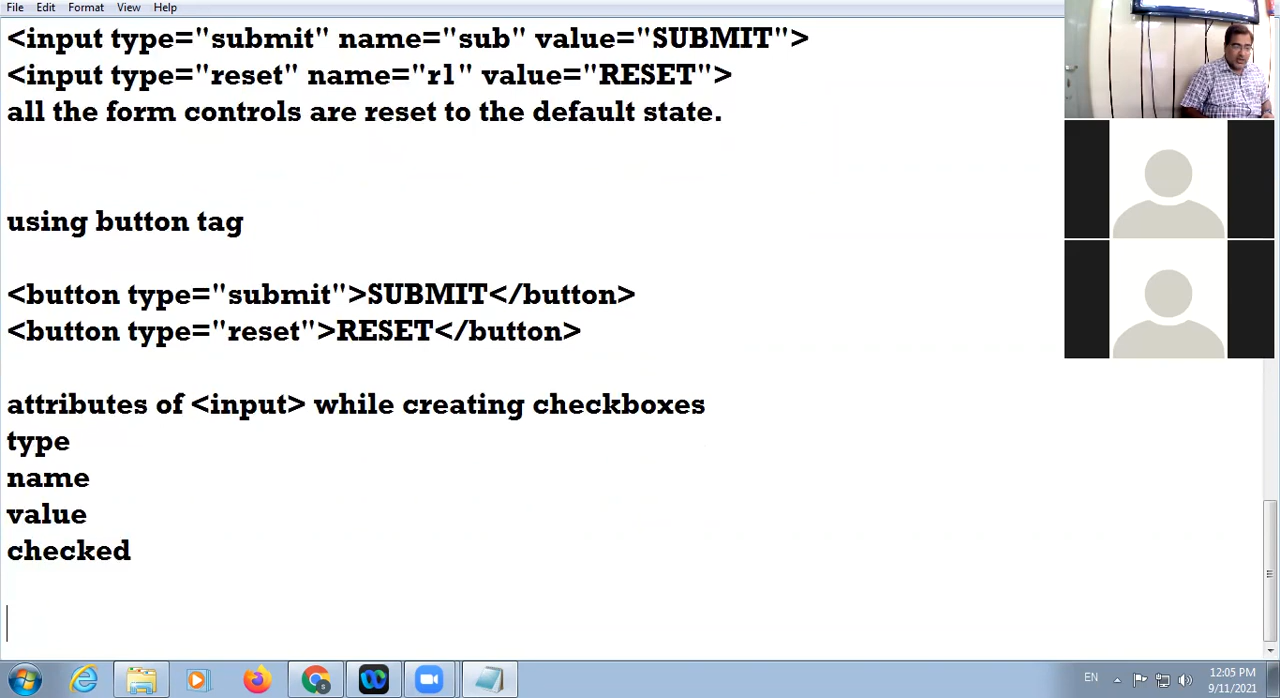 File Edit Format View Help
<input type="submit" name="sub" value="SUBMIT">
<input type="reset" name="r1" value="RESET">
all the form controls are reset to the default state.
using button tag
<button type="submit">SUBMIT</button>
<button type="reset">RESET</button>
attributes of <input> while creating checkboxes
type
name
value
checked
EN
12:05 PM
9/11/2021